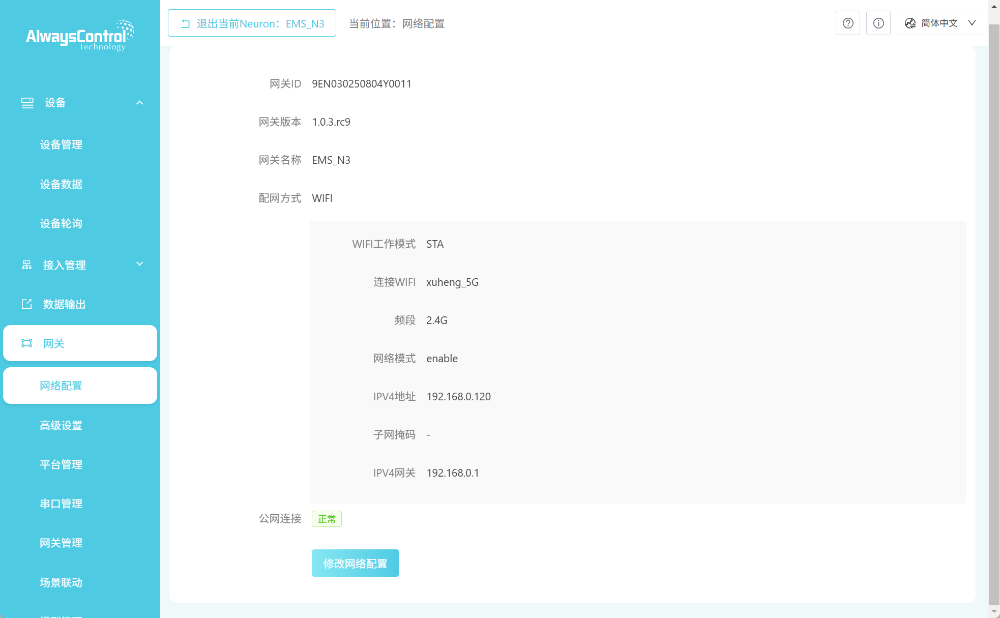 AlwaysControl
Technology
退出当前Neuron：EMS_N3
当前位置：网络配置
简体中文
设备
设备管理
设备数据
设备轮询
接入管理
数据输出
网关
网络配置
高级设置
平台管理
串口管理
网关管理
场景联动
网关ID 9EN030250804Y0011
网关版本 1.0.3.rc9
网关名称 EMS_N3
配网方式 WIFI
WIFI工作模式 STA
连接WIFI xuheng_5G
频段 2.4G
网络模式 enable
IPV4地址 192.168.0.120
子网掩码 -
IPV4网关 192.168.0.1
公网连接 正常
修改网络配置